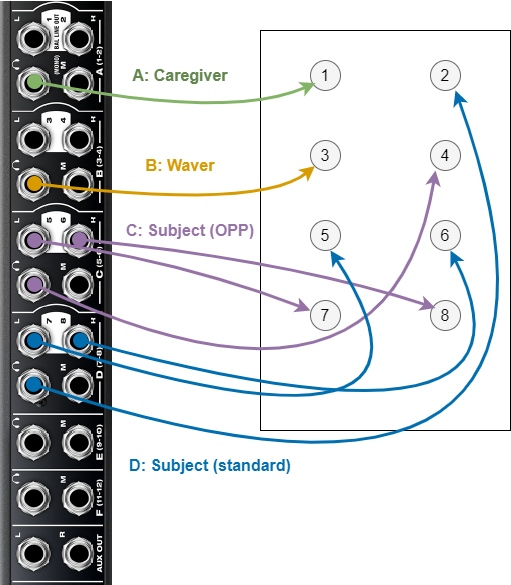 L 1 2 R
BAL LINE OUT
(MONO) M A (1-2)
A: Caregiver
1
2
L 3 4 R
M B (3-4)
B: Waver
3
4
L 5 6 R
C: Subject (OPP)
M C (5-6)
5
6
7
8
L 7 8 R
M D (7-8)
D: Subject (standard)
M E (9-10)
M F (11-12)
L R AUX OUT